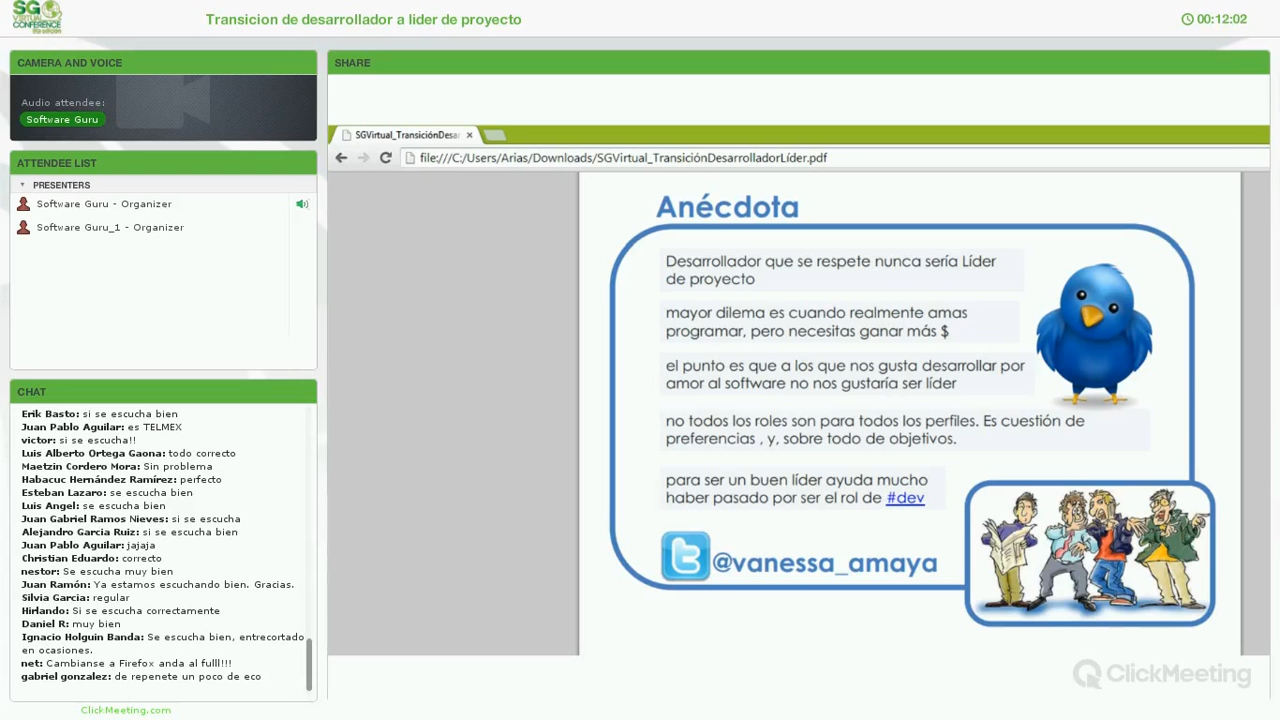 SG
VIRTUAL
CONFERENCE
Transicion de desarrollador a lider de proyecto
00:12:02
CAMERA AND VOICE
Audio attendee:
Software Guru
ATTENDEE LIST
PRESENTERS
Software Guru - Organizer
Software Guru_1 - Organizer
CHAT
Erik Basto: si se escucha bien
Juan Pablo Aguilar: es TELMEX
victor: si se escucha!!
Luis Alberto Ortega Gaona: todo correcto
Maetzin Cordero Mora: Sin problema
Habacuc Hernández Ramírez: perfecto
Esteban Lazaro: se escucha bien
Luis Angel: se escucha bien
Juan Gabriel Ramos Nieves: si se escucha
Alejandro Garcia Ruiz: si se escucha bien
Juan Pablo Aguilar: jajaja
Christian Eduardo: correcto
nestor: Se escucha muy bien
Juan Ramón: Ya estamos escuchando bien. Gracias.
Silvia Garcia: regular
Hirlando: Si se escucha correctamente
Daniel R: muy bien
Ignacio Holguin Banda: Se escucha bien, entrecortado
en ocasiones.
net: Cambianse a Firefox anda al fulll!!!
gabriel gonzalez: de repenete un poco de eco
ClickMeeting.com
SHARE
SGVirtual_TransiciónDesar
file:///C:/Users/Arias/Downloads/SGVirtual_TransiciónDesarrolladorLíder.pdf
Anécdota
Desarrollador que se respete nunca sería Líder
de proyecto
mayor dilema es cuando realmente amas
programar, pero necesitas ganar más $
el punto es que a los que nos gusta desarrollar por
amor al software no nos gustaría ser líder
no todos los roles son para todos los perfiles. Es cuestión de
preferencias , y, sobre todo de objetivos.
para ser un buen líder ayuda mucho
haber pasado por ser el rol de #dev
@vanessa_amaya
ClickMeeting